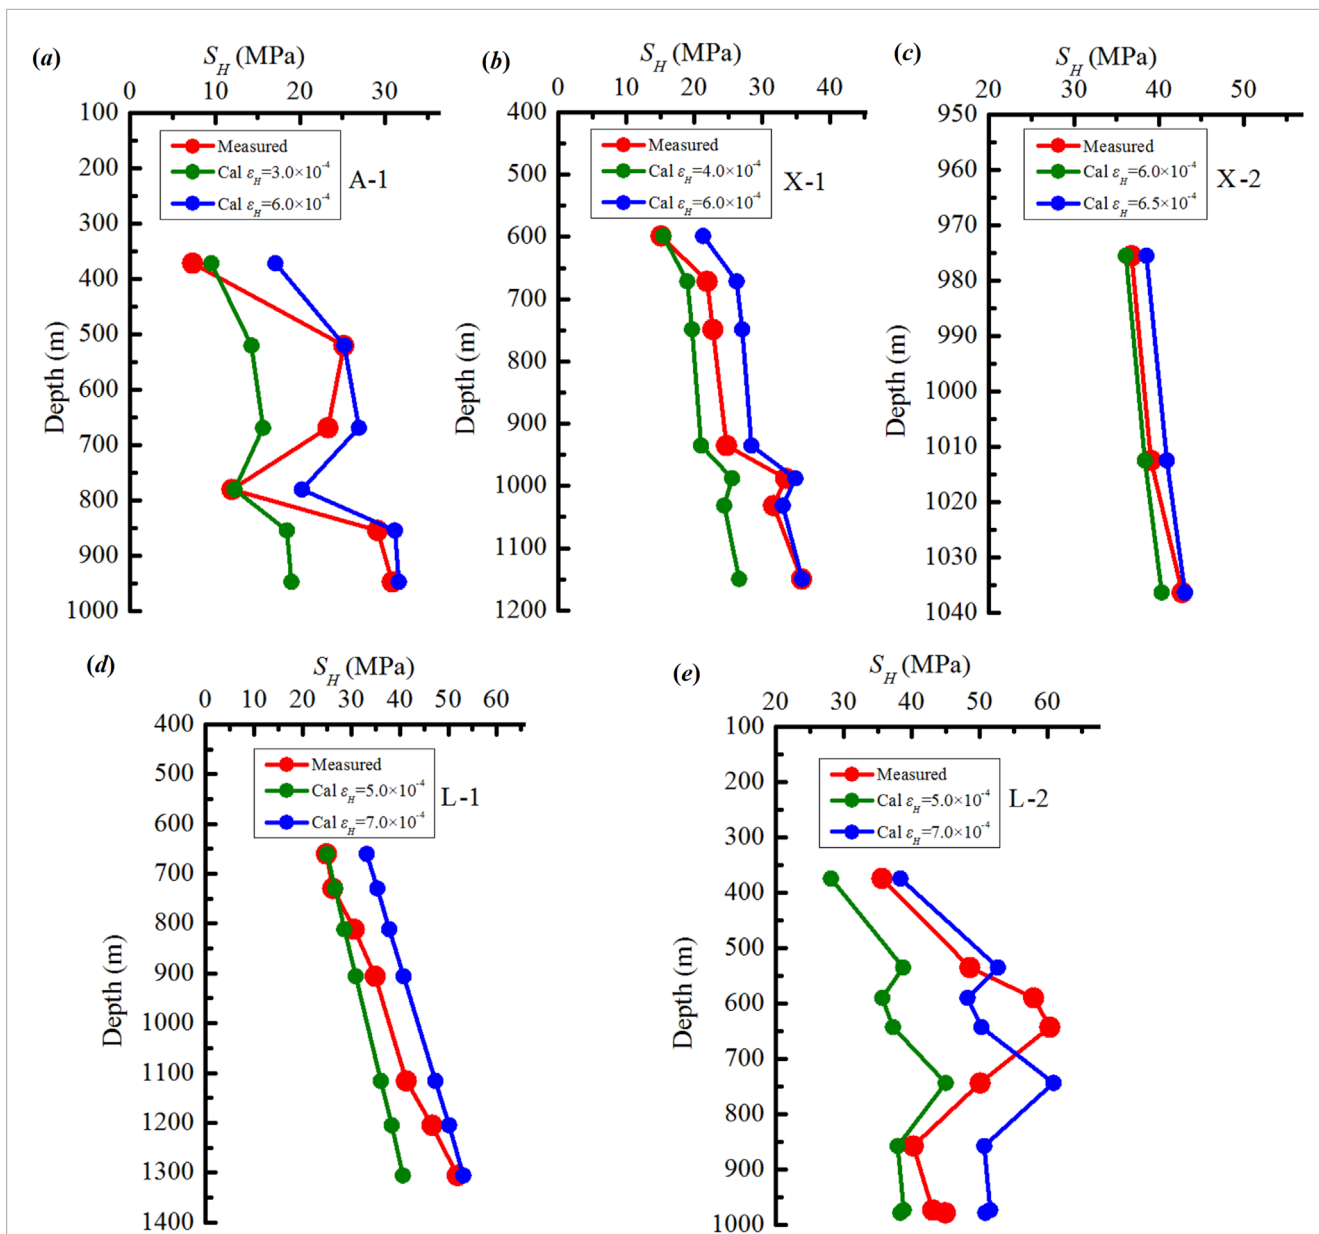 (a)
S_H (MPa)
10 20 30
100
200
300
400
500
600
700
800
900
1000
Depth (m)
Measured
Cal ε_H=3.0×10⁻⁴
Cal ε_H=6.0×10⁻⁴
A-1
(b)
S_H (MPa)
0 10 20 30 40
400
500
600
700
800
900
1000
1100
1200
Depth (m)
Measured
Cal ε_H=4.0×10⁻⁴
Cal ε_H=6.0×10⁻⁴
X-1
(c)
S_H (MPa)
20 30 40 50
950
960
970
980
990
1000
1010
1020
1030
1040
Depth (m)
Measured
Cal ε_H=6.0×10⁻⁴
Cal ε_H=6.5×10⁻⁴
X-2
(d)
S_H (MPa)
0 10 20 30 40 50 60
400
500
600
700
800
900
1000
1100
1200
1300
1400
Depth (m)
Measured
Cal ε_H=5.0×10⁻⁴
Cal ε_H=7.0×10⁻⁴
L-1
(e)
S_H (MPa)
20 30 40 50 60
100
200
300
400
500
600
700
800
900
1000
Depth (m)
Measured
Cal ε_H=5.0×10⁻⁴
Cal ε_H=7.0×10⁻⁴
L-2